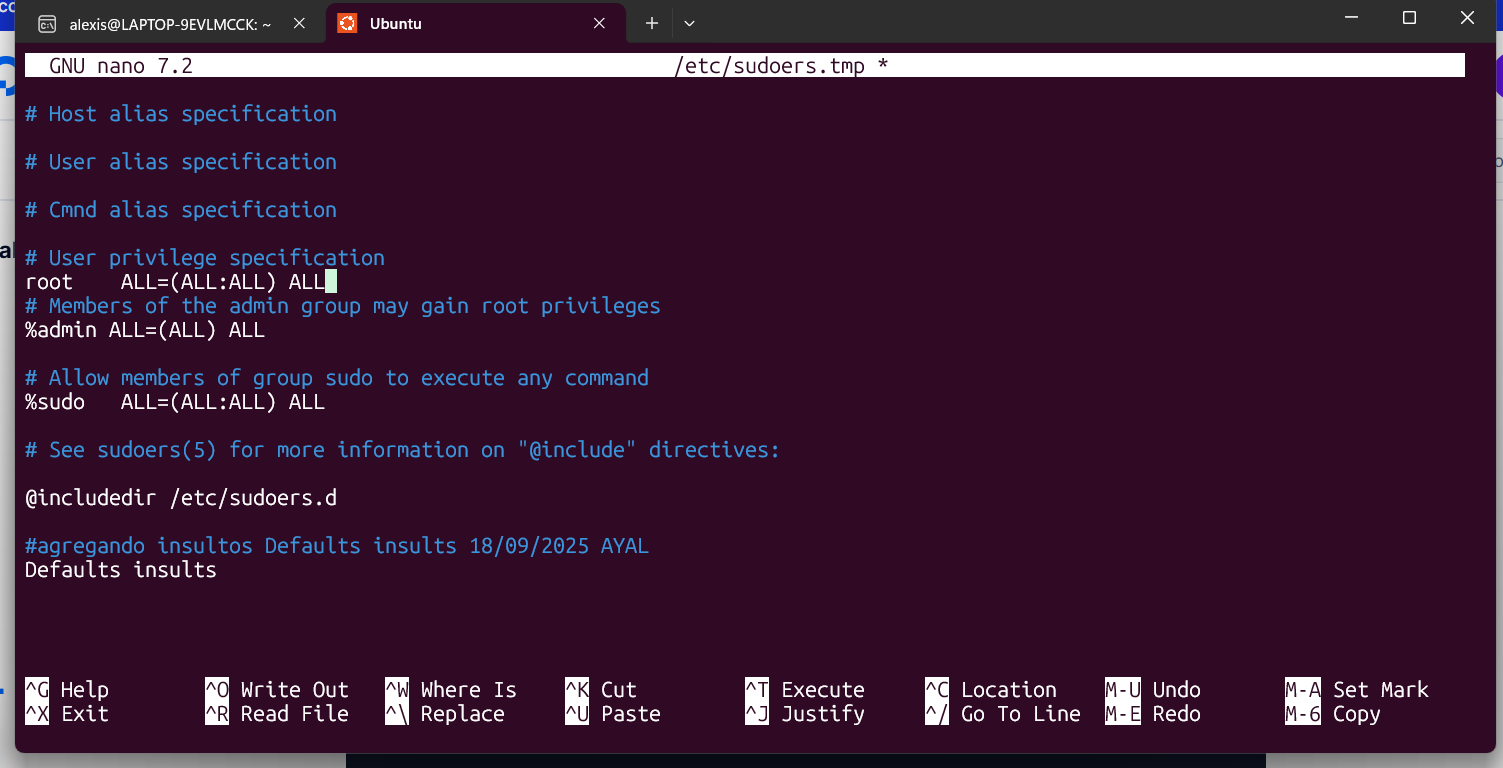 alexis@LAPTOP-9EVLMCCK: ~
Ubuntu
GNU nano 7.2 /etc/sudoers.tmp *
# Host alias specification
# User alias specification
# Cmnd alias specification
# User privilege specification
root    ALL=(ALL:ALL) ALL
# Members of the admin group may gain root privileges
%admin ALL=(ALL) ALL
# Allow members of group sudo to execute any command
%sudo   ALL=(ALL:ALL) ALL
# See sudoers(5) for more information on "@include" directives:
@includedir /etc/sudoers.d
#agregando insultos Defaults insults 18/09/2025 AYAL
Defaults insults
^G Help ^O Write Out ^W Where Is ^K Cut ^T Execute ^C Location M-U Undo M-A Set Mark
^X Exit ^R Read File ^\ Replace ^U Paste ^J Justify ^/ Go To Line M-E Redo M-6 Copy